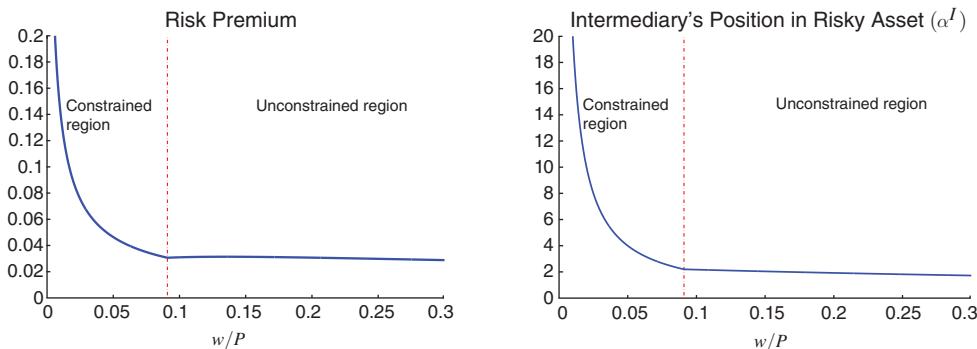 Risk Premium
0.2
0.18
0.16
0.14
0.12
0.1
0.08
0.06
0.04
0.02
0
Constrained
region
Unconstrained region
0 0.05 0.1 0.15 0.2 0.25 0.3
w/P
Intermediary's Position in Risky Asset (α^I)
20
18
16
14
12
10
8
6
4
2
0
Constrained
region
Unconstrained region
0 0.05 0.1 0.15 0.2 0.25 0.3
w/P